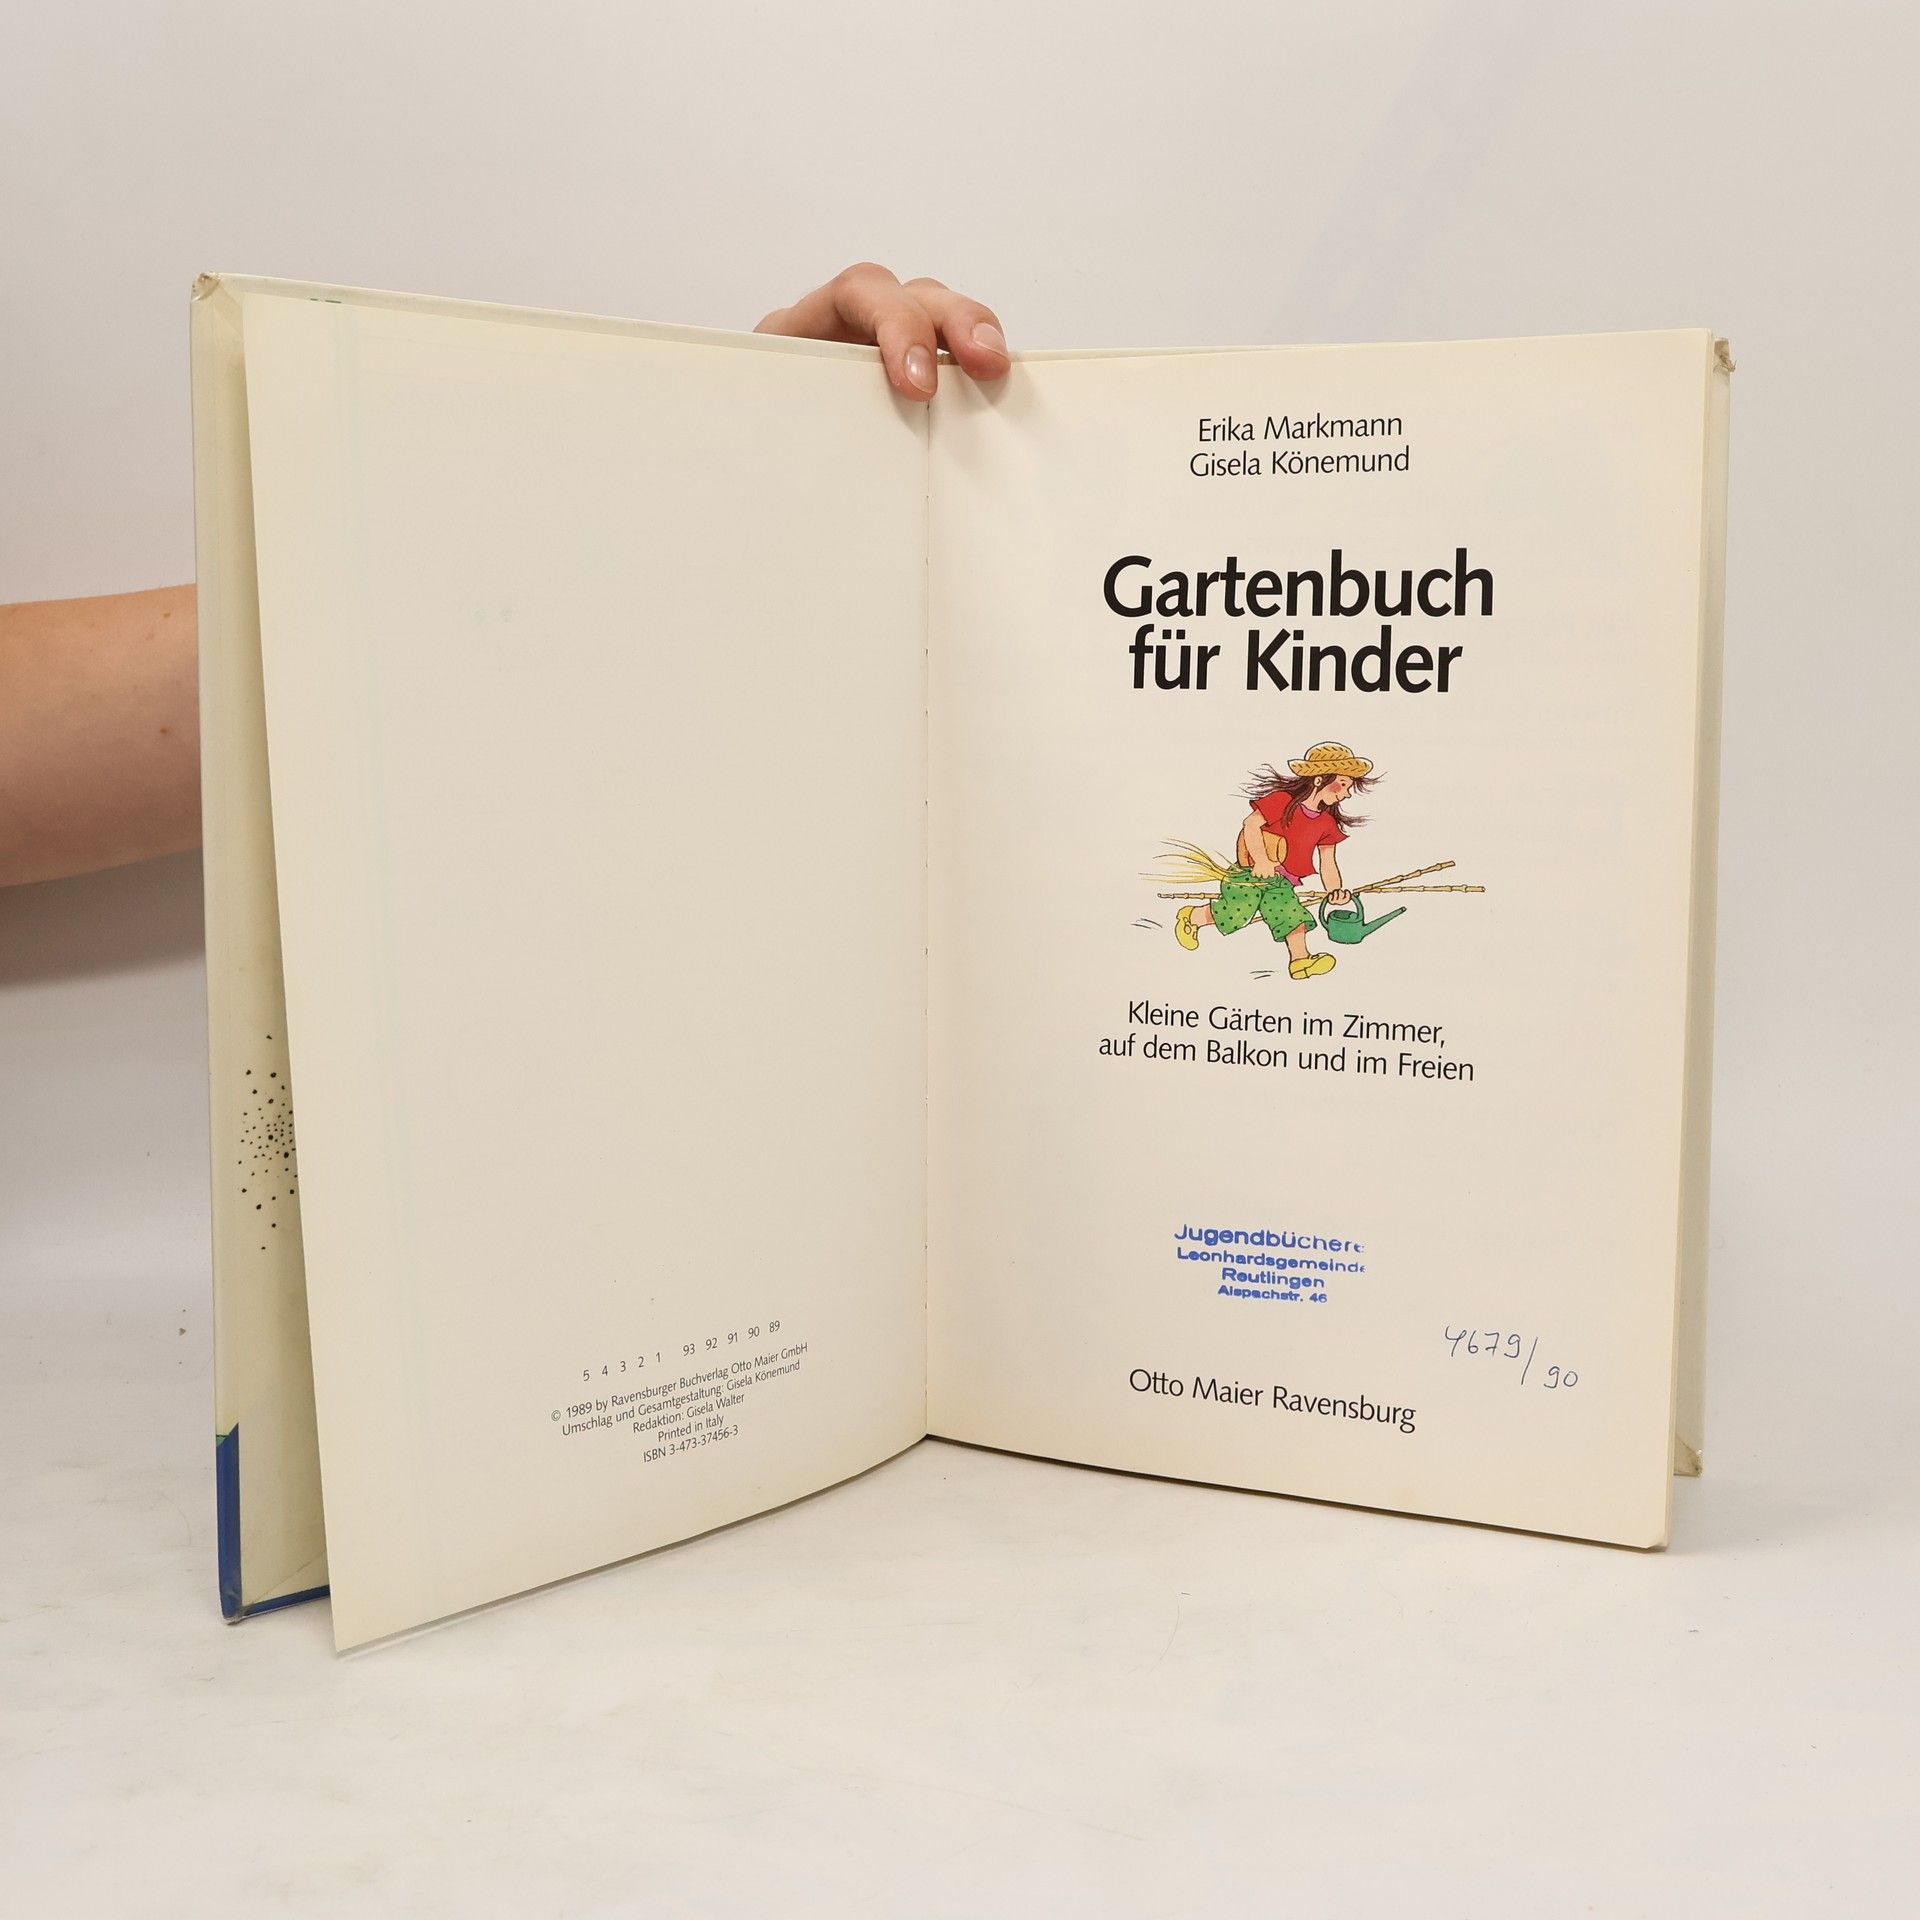 5 4 3 2 1 93 92 91 90 89
© 1989 by Ravensburger Buchverlag Otto Maier GmbH
Umschlag und Gesamtgestaltung: Gisela Könemund
Redaktion: Gisela Walter
Printed in Italy
ISBN 3-473-37456-3
Erika Markmann
Gisela Könemund
Gartenbuch
für Kinder
Kleine Gärten im Zimmer,
auf dem Balkon und im Freien
Jugendbüchere
Leonhardsgemeinde
Reutlingen
Alspachstr. 46
4679/90
Otto Maier Ravensburg